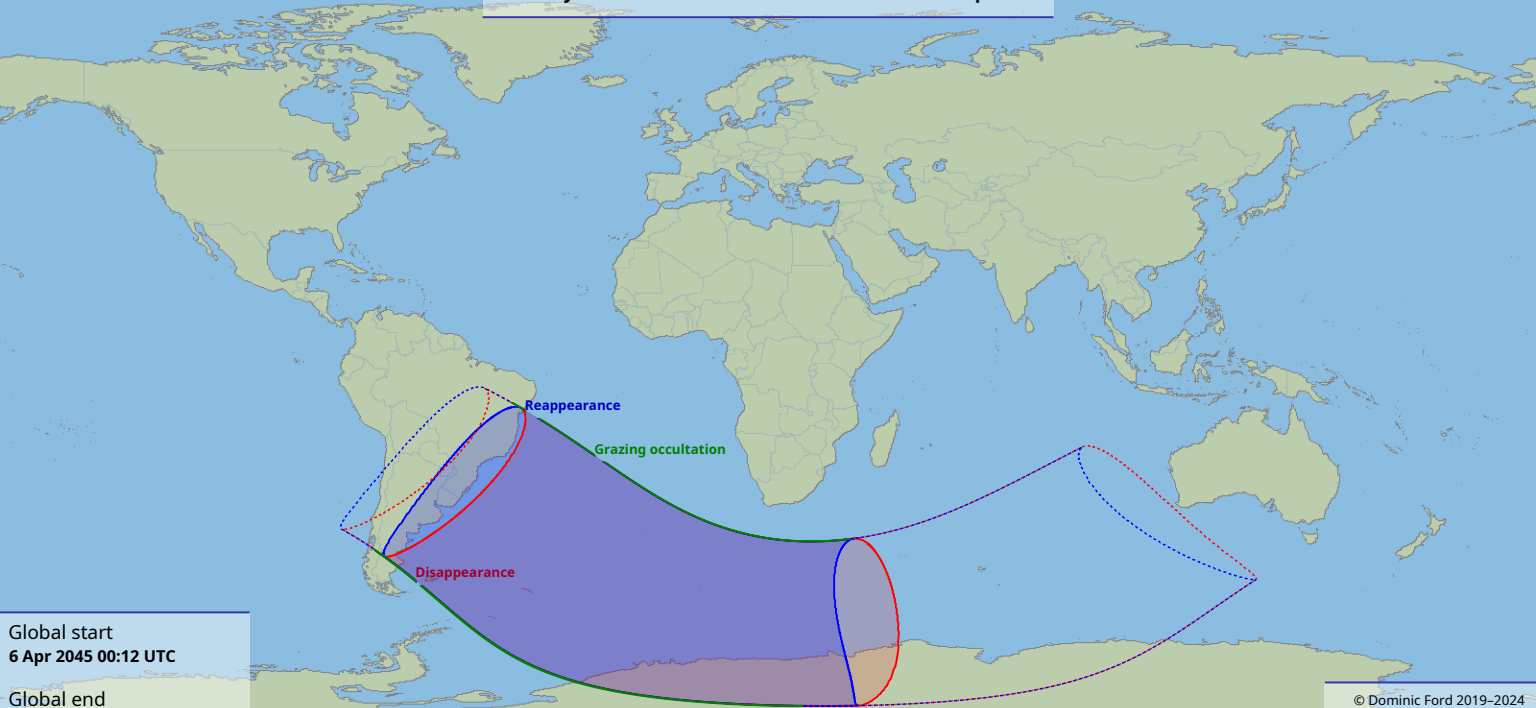 Reappearance
Grazing occultation
Disappearance
Global start
6 Apr 2045 00:12 UTC
Global end
© Dominic Ford 2019–2024